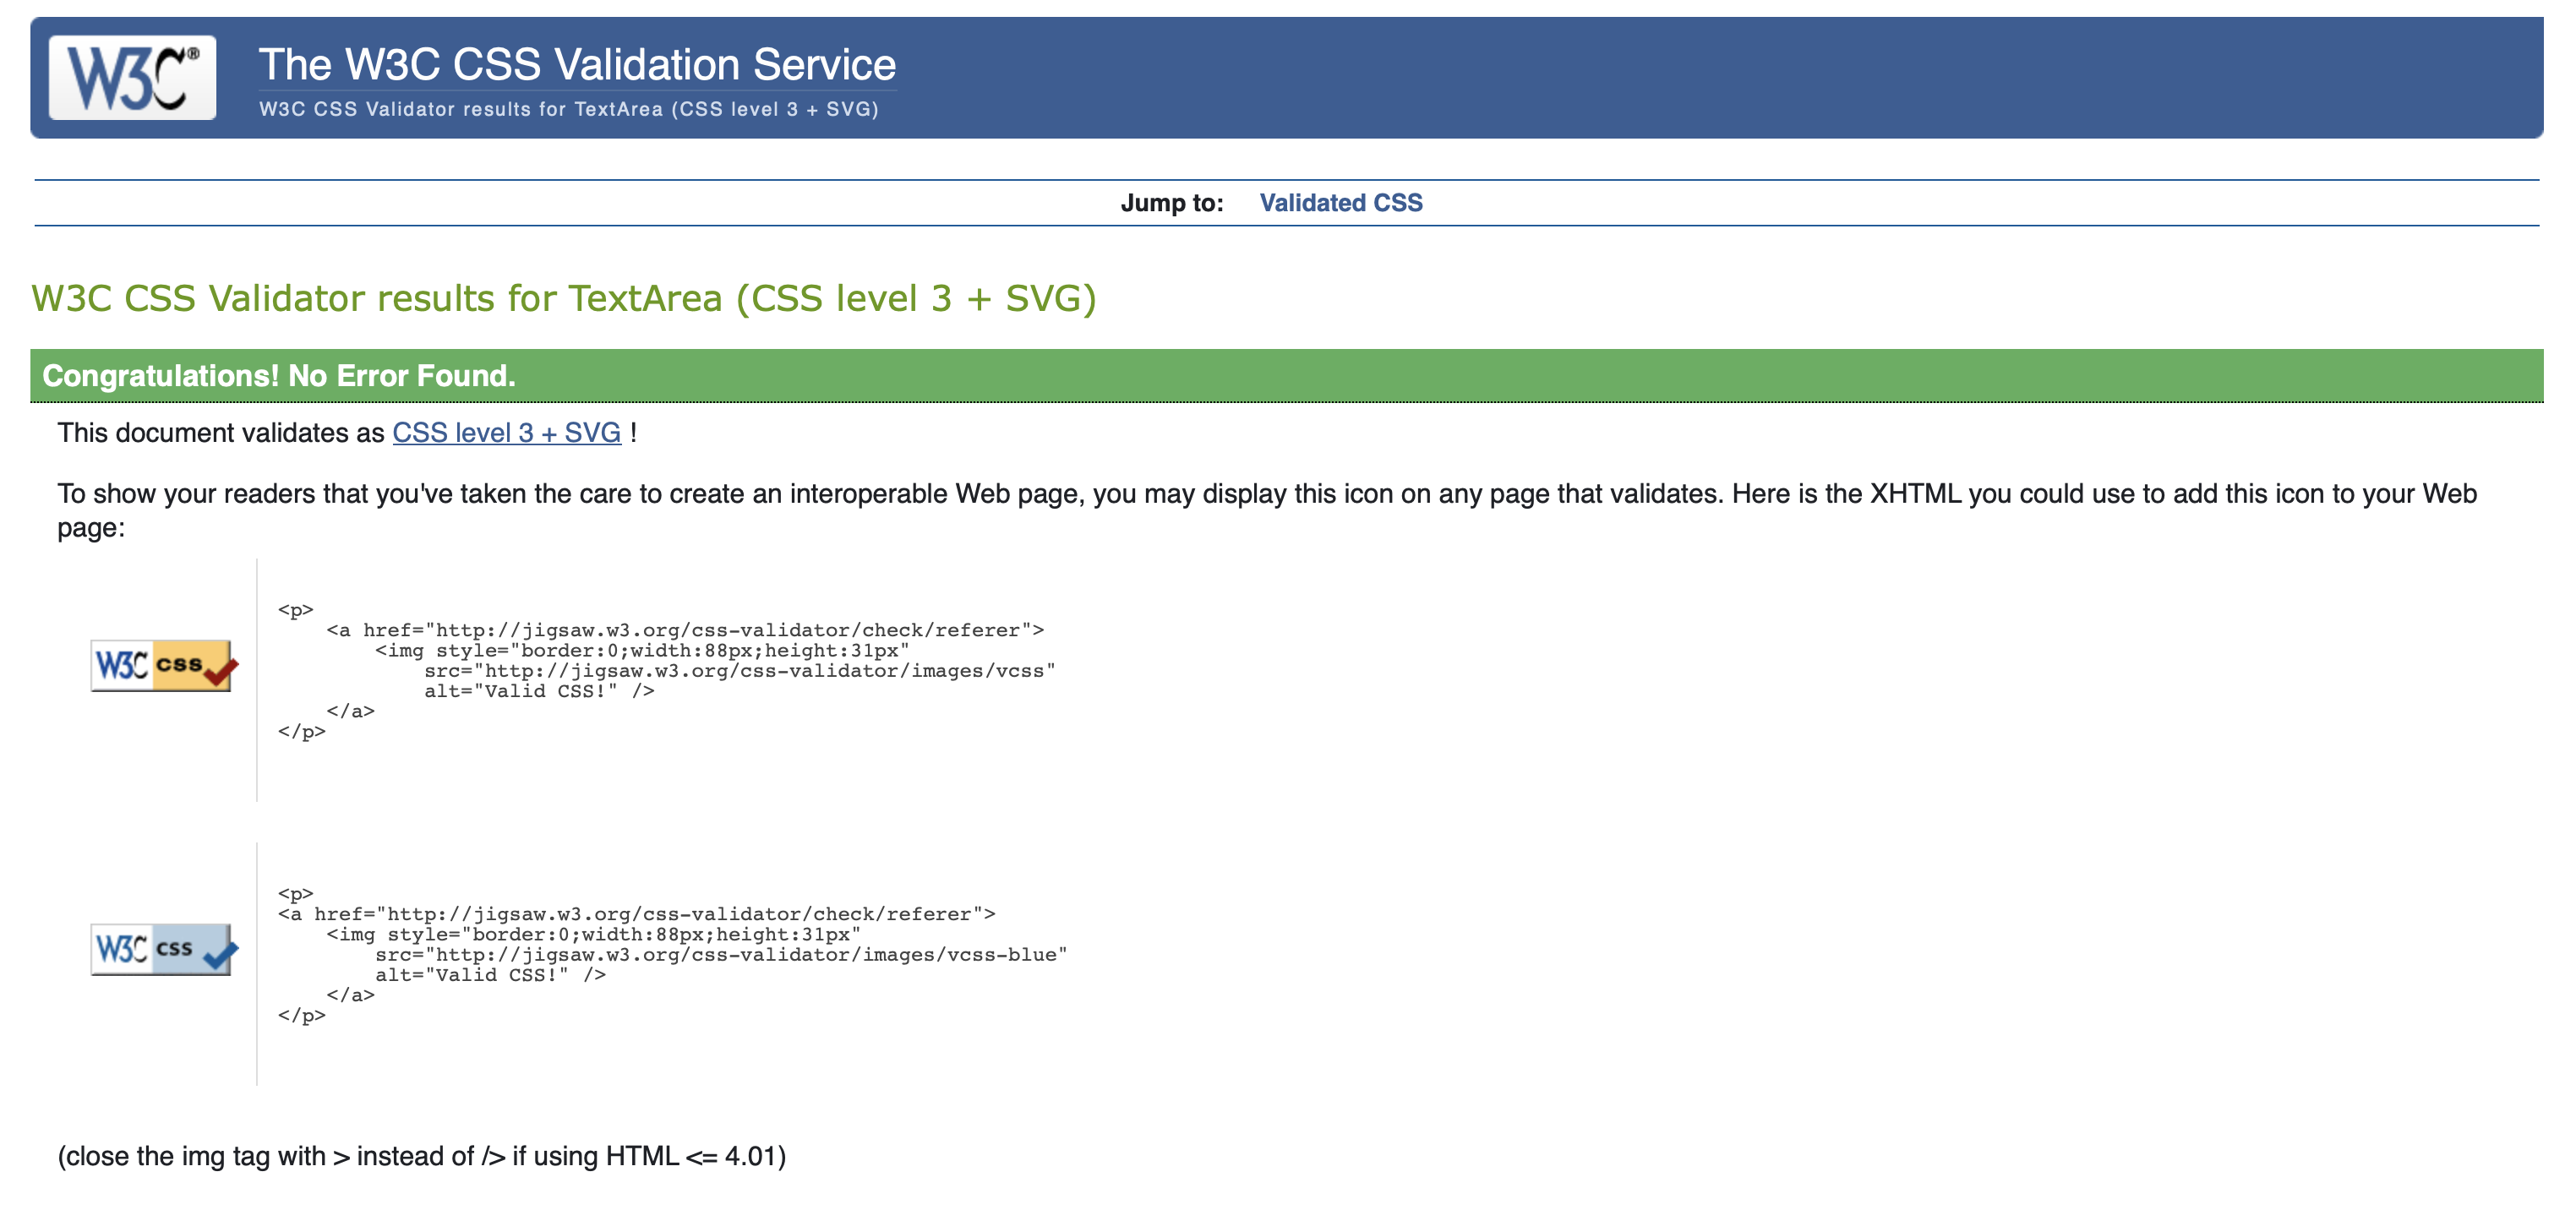 W3C®
The W3C CSS Validation Service
W3C CSS Validator results for TextArea (CSS level 3 + SVG)
Jump to: Validated CSS
W3C CSS Validator results for TextArea (CSS level 3 + SVG)
Congratulations! No Error Found.
This document validates as CSS level 3 + SVG !
To show your readers that you've taken the care to create an interoperable Web page, you may display this icon on any page that validates. Here is the XHTML you could use to add this icon to your Web
page:
W3C css
<p>
    <a href="http://jigsaw.w3.org/css-validator/check/referer">
        <img style="border:0;width:88px;height:31px"
            src="http://jigsaw.w3.org/css-validator/images/vcss"
            alt="Valid CSS!" />
    </a>
</p>
W3C css
<p>
<a href="http://jigsaw.w3.org/css-validator/check/referer">
    <img style="border:0;width:88px;height:31px"
        src="http://jigsaw.w3.org/css-validator/images/vcss-blue"
        alt="Valid CSS!" />
    </a>
</p>
(close the img tag with > instead of /> if using HTML <= 4.01)